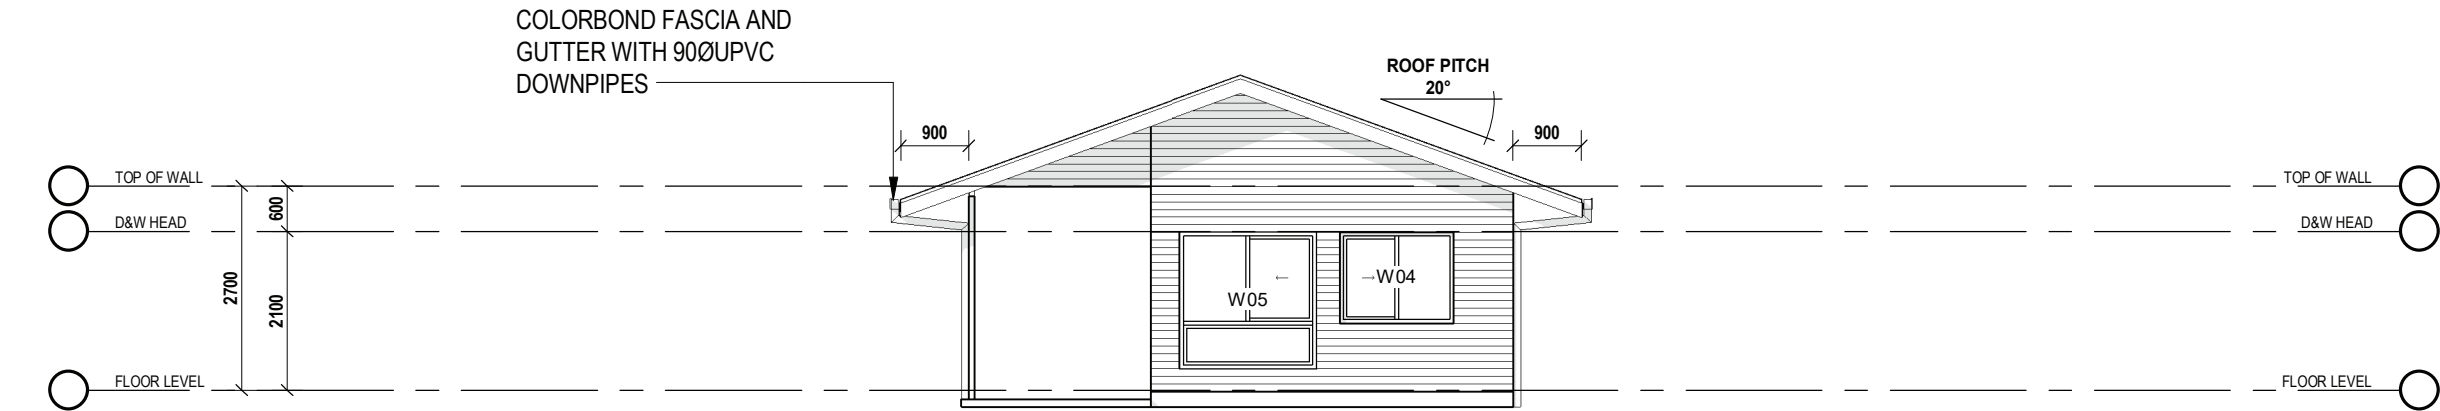 COLORBOND FASCIA AND
GUTTER WITH 90ØUPVC
DOWNPIPES
ROOF PITCH
20°
900
900
TOP OF WALL
TOP OF WALL
600
D&W HEAD
D&W HEAD
2700
2100
W05
W04
FLOOR LEVEL
FLOOR LEVEL